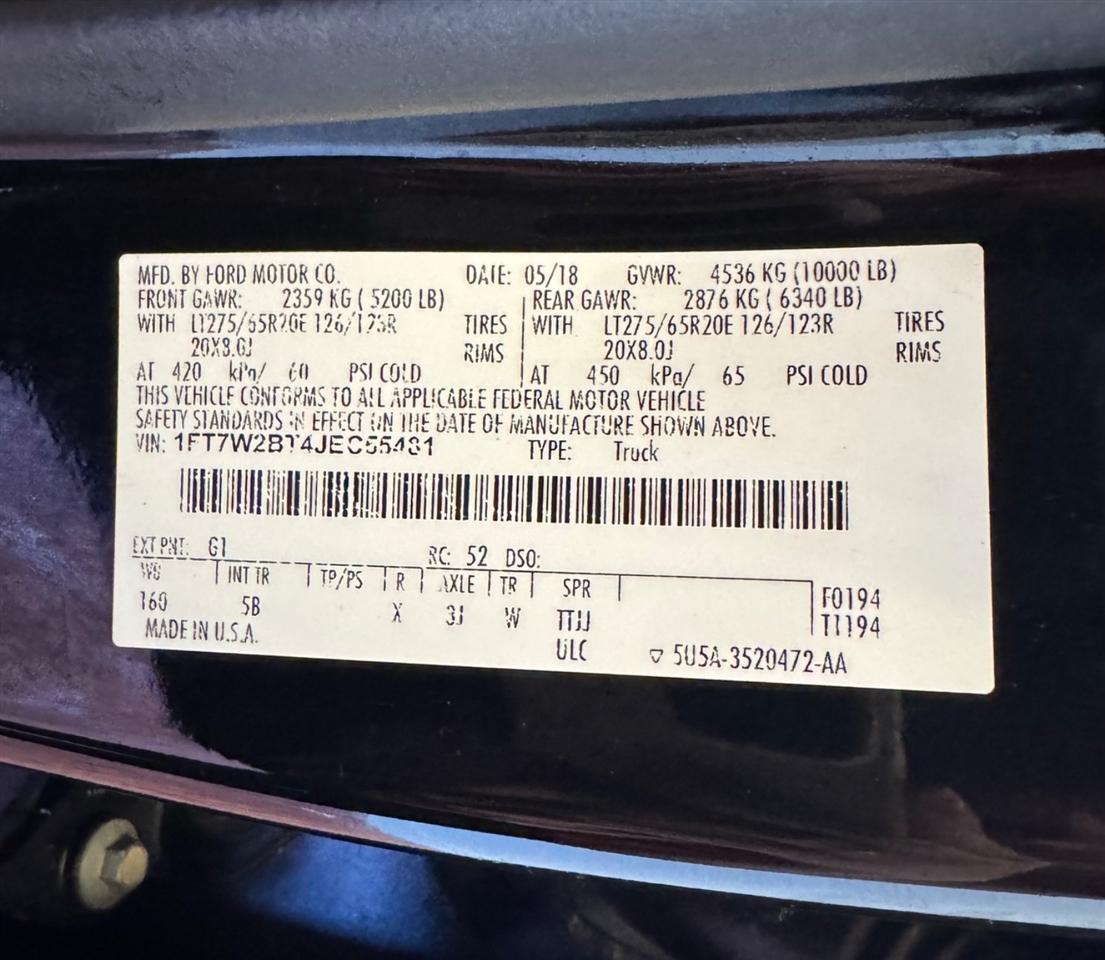 MFD. BY FORD MOTOR CO. DATE: 05/18 GVWR: 4536 KG (10000 LB)
FRONT GAWR: 2359 KG ( 5200 LB) REAR GAWR: 2876 KG ( 6340 LB)
WITH LT275/65R20E 126/123R TIRES WITH LT275/65R20E 126/123R TIRES
20X8.0J RIMS 20X8.0J RIMS
AT 420 kPa/ 60 PSI COLD AT 450 kPa/ 65 PSI COLD
THIS VEHICLE CONFORMS TO ALL APPLICABLE FEDERAL MOTOR VEHICLE
SAFETY STANDARDS IN EFFECT ON THE DATE OF MANUFACTURE SHOWN ABOVE.
VIN: 1FT7W2BT4JEC55481 TYPE: Truck
EXT PNT: G1 RC: 52 DSO:
WB INT TR TP/PS R AXLE TR SPR F0194
160 5B X 3J W TTJJ T1194
MADE IN U.S.A. ULC ▽ 5U5A-3520472-AA